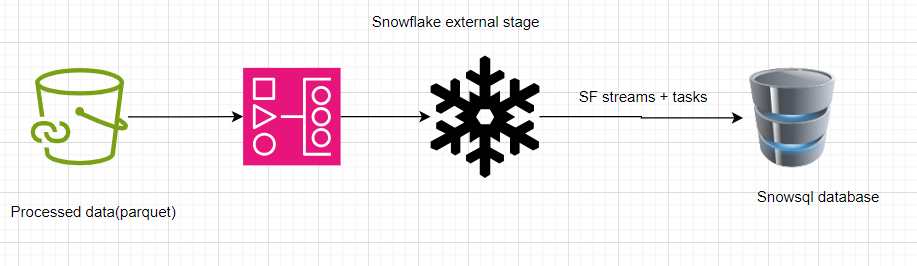 Snowflake external stage
SF streams + tasks
Processed data(parquet)
Snowsql database